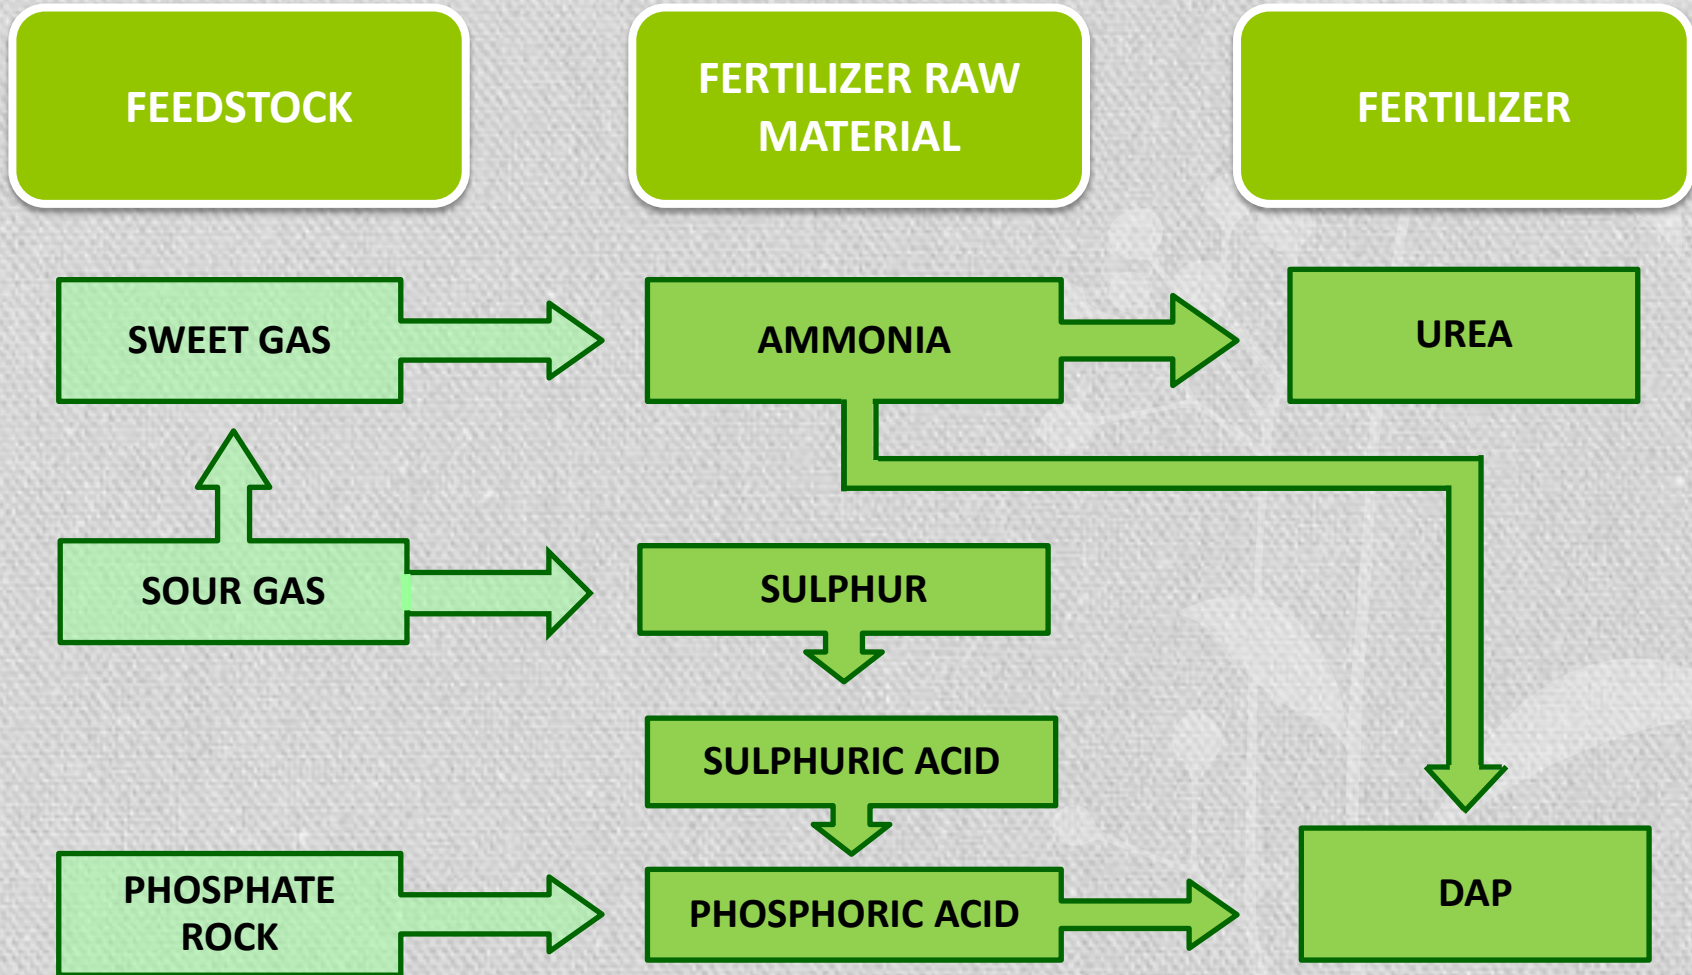 FEEDSTOCK
FERTILIZER RAW
MATERIAL
FERTILIZER
SWEET GAS
AMMONIA
UREA
SOUR GAS
SULPHUR
SULPHURIC ACID
PHOSPHATE
ROCK
PHOSPHORIC ACID
DAP